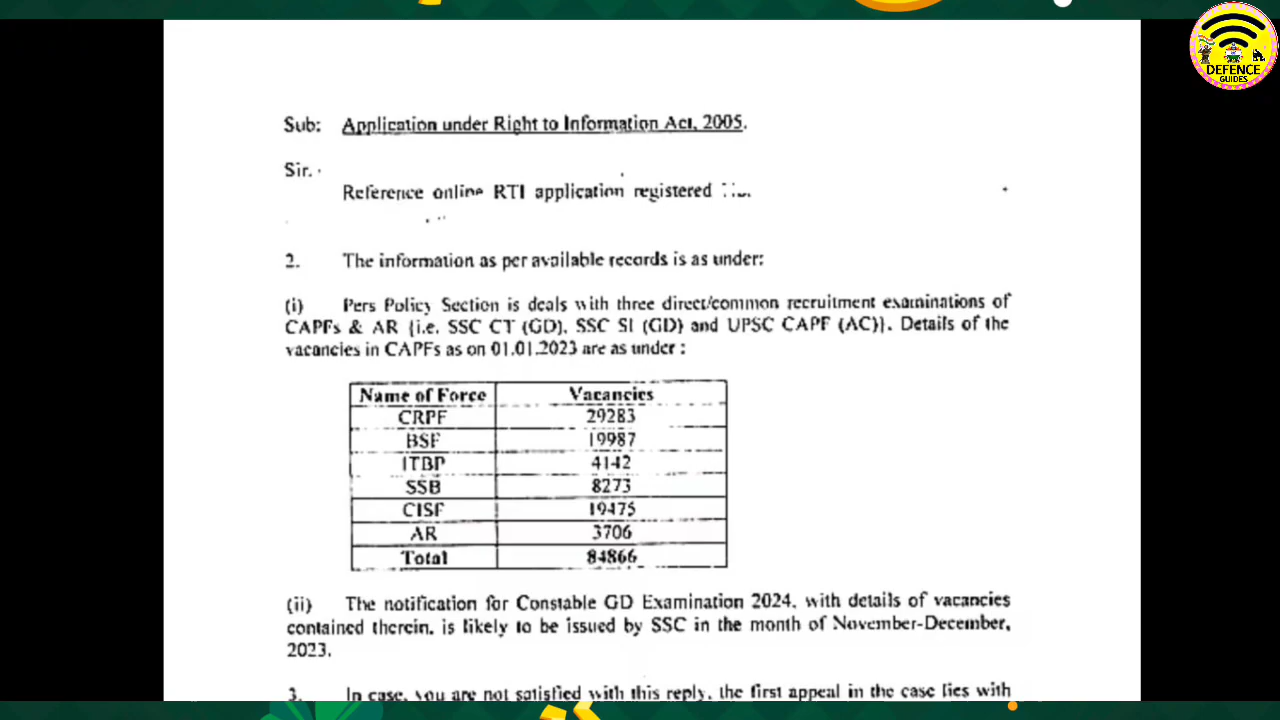 DEFENCE
GUIDES
Sub: Application under Right to Information Act, 2005.
Sir.
Reference online RTI application registered
2. The information as per available records is as under:
(i) Pers Policy Section is deals with three direct/common recruitment examinations of
CAPFs & AR {i.e. SSC CT (GD), SSC SI (GD) and UPSC CAPF (AC)}. Details of the
vacancies in CAPFs as on 01.01.2023 are as under :
Name of Force Vacancies
CRPF 29283
BSF 19987
ITBP 4142
SSB 8273
CISF 19475
AR 3706
Total 84866
(ii) The notification for Constable GD Examination 2024, with details of vacancies
contained therein, is likely to be issued by SSC in the month of November-December,
2023.
3. In case, you are not satisfied with this reply, the first appeal in the case lies with